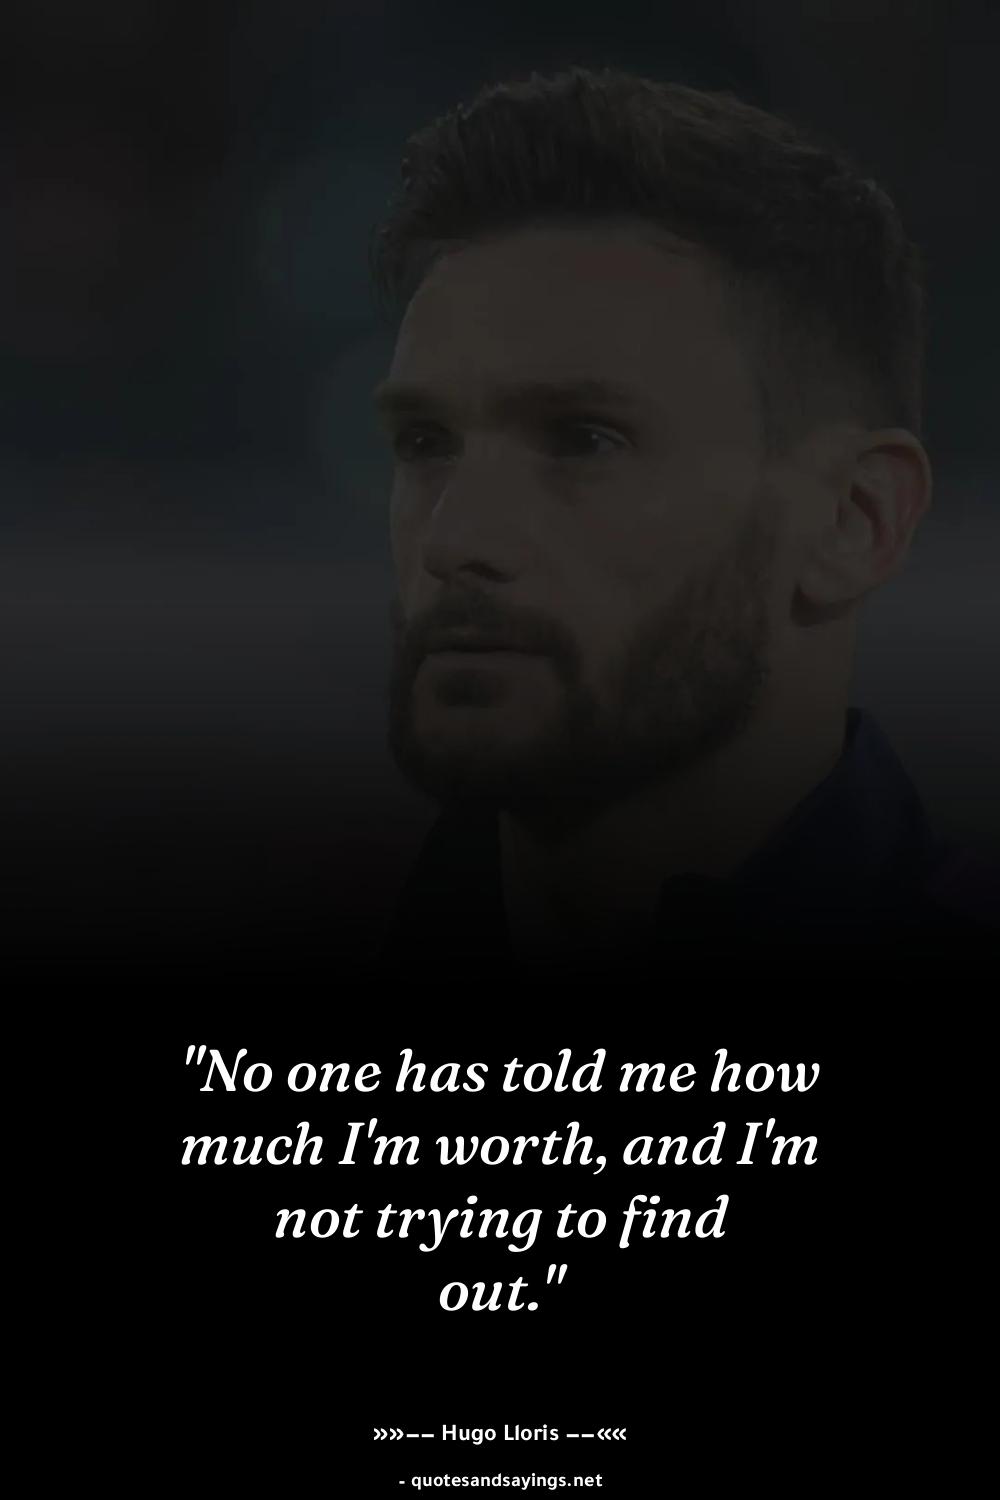 "No one has told me how
much I'm worth, and I'm
not trying to find
out."
»»–– Hugo Lloris ––««
- quotesandsayings.net